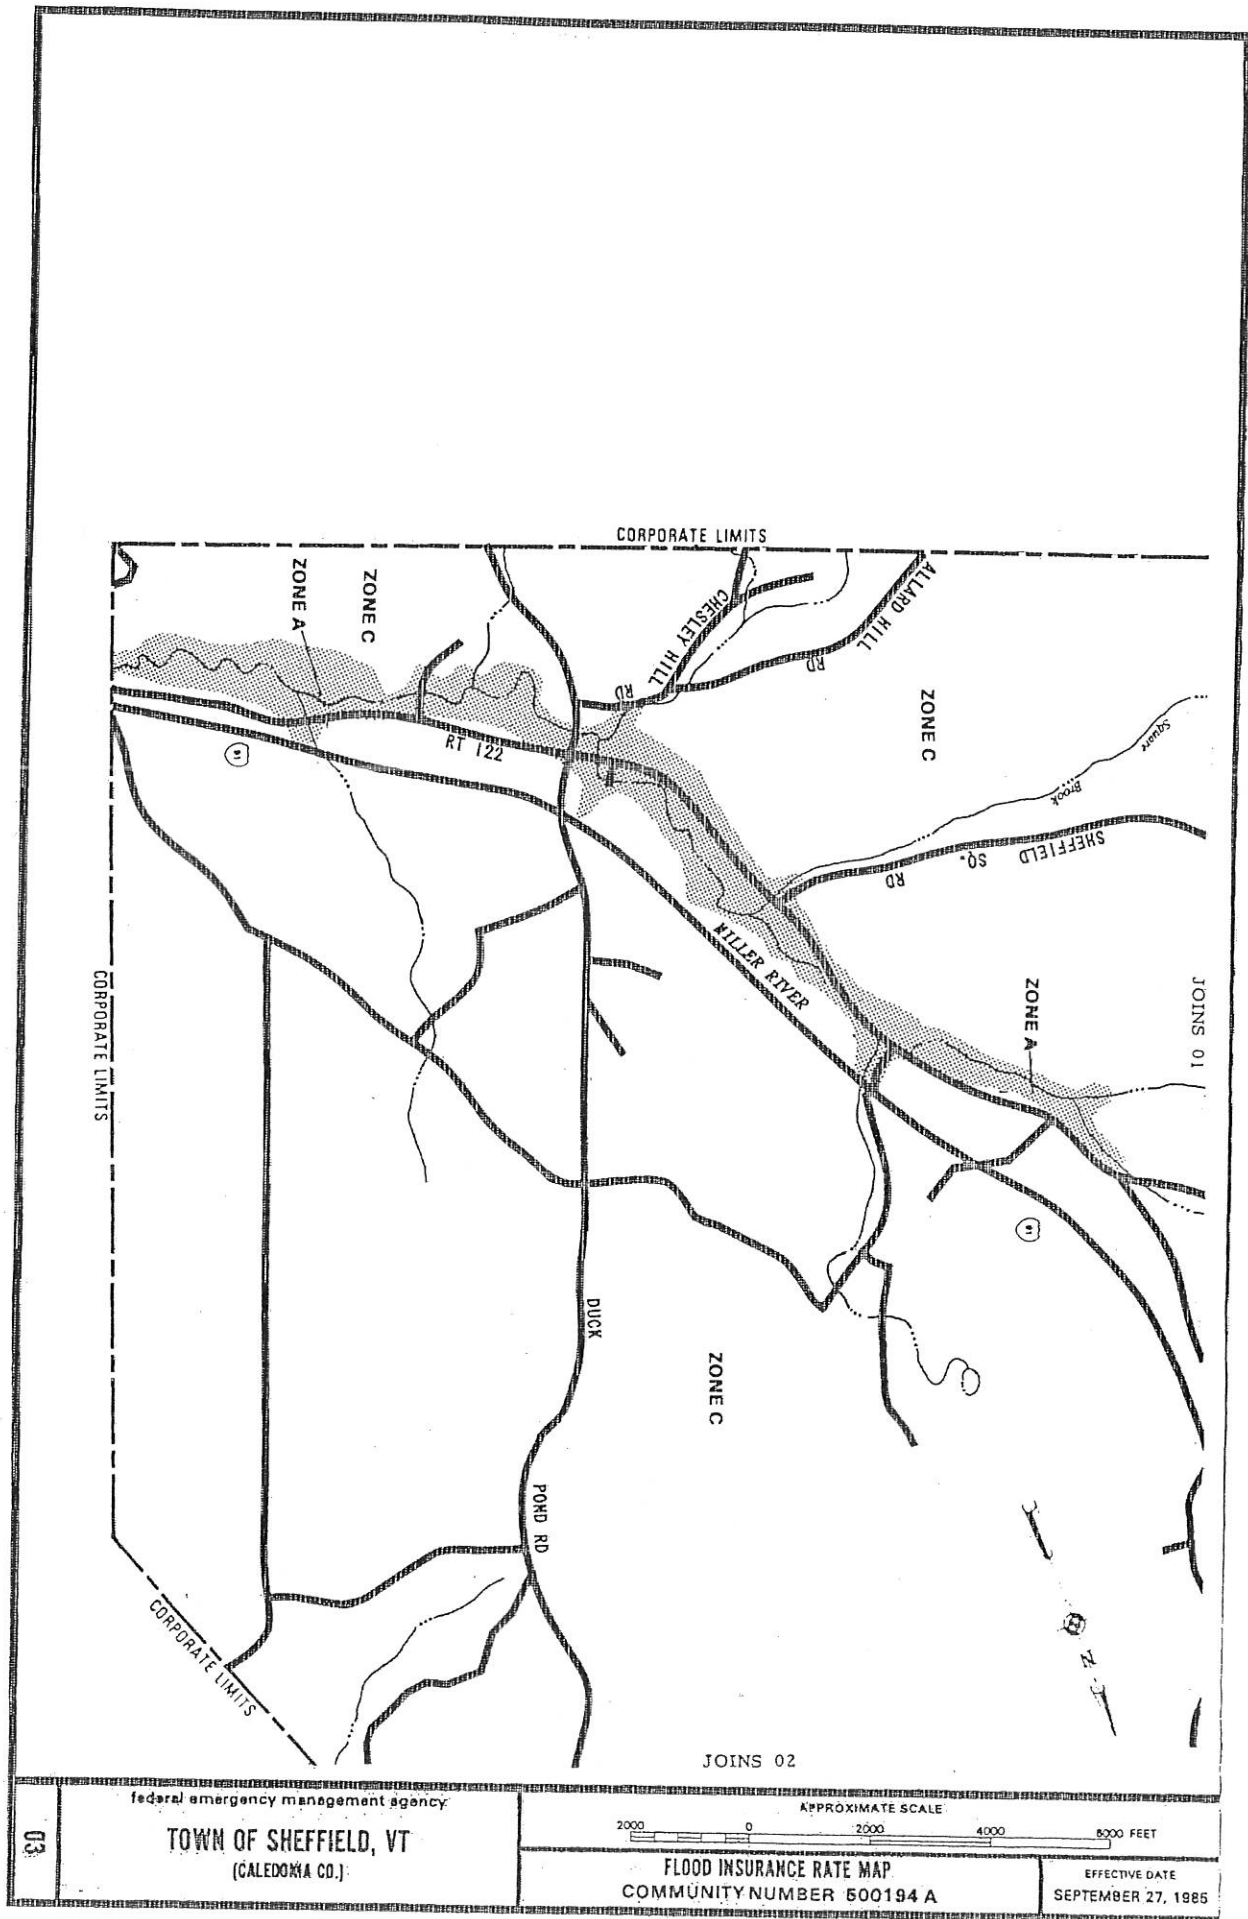 CORPORATE LIMITS
ZONE A
ZONE C
CHESLEY HILL
RD
ALLARD HILL
RD
ZONE C
Square
Brook
SHEFFIELD
SQ.
RD
RT 122
91
MILLER RIVER
ZONE A
JOINS 01
CORPORATE LIMITS
91
DUCK
ZONE C
POND RD
CORPORATE LIMITS
N
JOINS 02
03
federal emergency management agency
TOWN OF SHEFFIELD, VT
(CALEDONIA CO.)
APPROXIMATE SCALE
2000 0 2000 4000 6000 FEET
FLOOD INSURANCE RATE MAP
COMMUNITY NUMBER 500194 A
EFFECTIVE DATE
SEPTEMBER 27, 1985